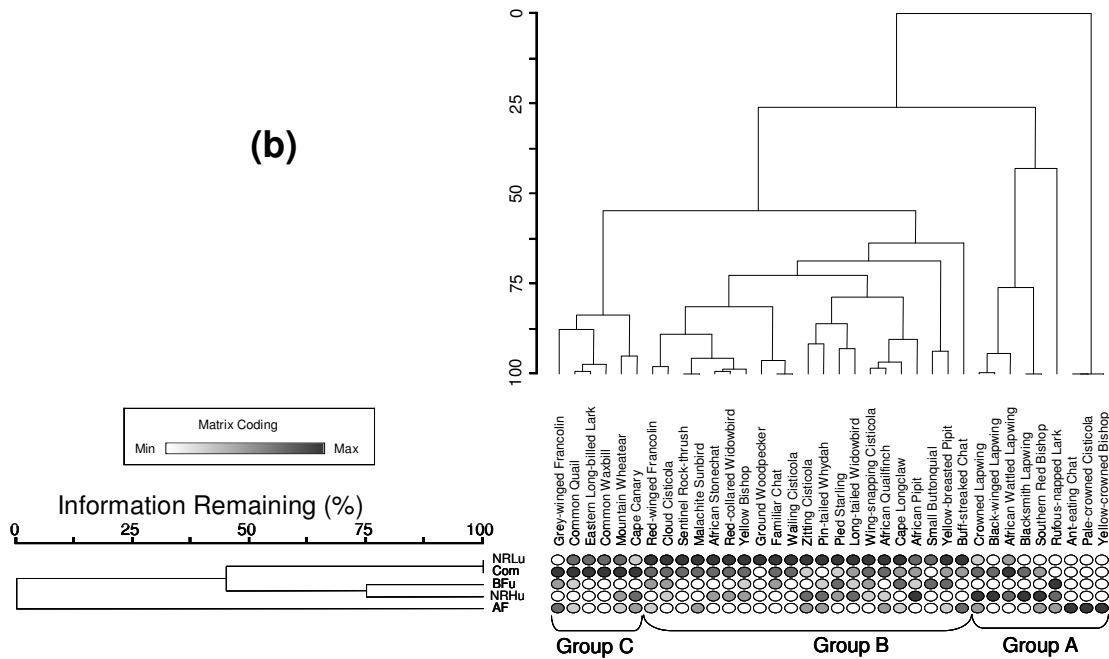 0
25
50
75
100
(b)
Matrix Coding
Min Max
Information Remaining (%)
0 25 50 75 100
Grey-winged Francolin
Common Quail
Eastern Long-billed Lark
Common Waxbill
Mountain Wheatear
Cape Canary
Red-winged Francolin
Cloud Cisticoda
Sentinel Rock-thrush
Malachite Sunbird
African Stonechat
Red-collared Widowbird
Yellow Bishop
Ground Woodpecker
Familiar Chat
Wailing Cisticola
Zitting Cisticola
Pin-tailed Whydah
Pied Starling
Long-tailed Widowbird
Wing-snapping Cisticola
African Quailfinch
Cape Longclaw
African Pipit
Small Buttonquial
Yellow-breasted Pipit
Buff-streaked Chat
Crowned Lapwing
Black-winged Lapwing
African Wattled Lapwing
Blacksmith Lapwing
Southern Red Bishop
Rufous-napped Lark
Ant-eating Chat
Pale-crowned Cisticola
Yellow-crowned Bishop
NRLu
Com
BFu
NRHu
AF
Group C Group B Group A